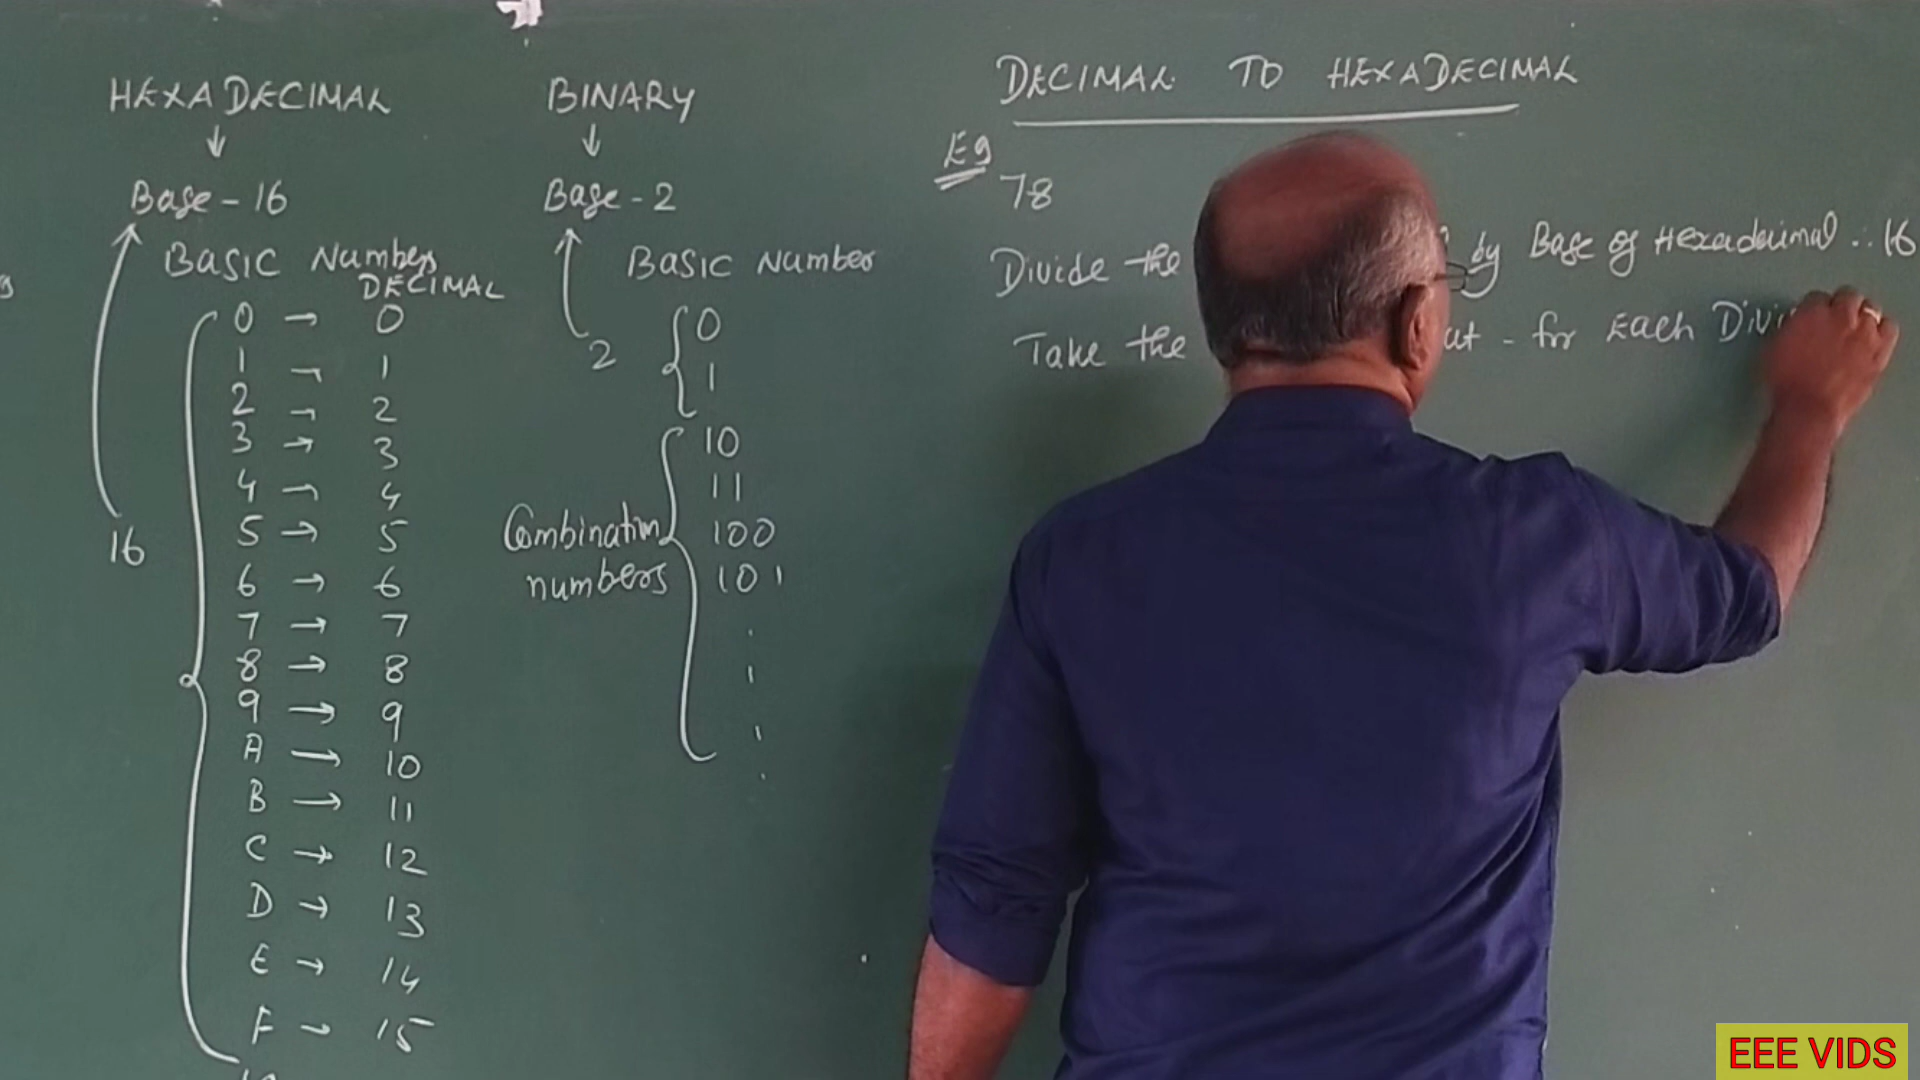 HEXADECIMAL
↓
Base - 16
BASIC Numbers
DECIMAL
0 → 0
1 → 1
2 → 2
3 → 3
4 → 4
5 → 5
6 → 6
7 → 7
8 → 8
9 → 9
A → 10
B → 11
C → 12
D → 13
E → 14
F → 15
16
BINARY
↓
Base - 2
BASIC Number
2
0
1
Combination
numbers
10
11
100
101
DECIMAL TO HEXADECIMAL
Eg
78
Divide the by Base of Hexadecimal ∴ 16
Take the - for Each
EEE VIDS